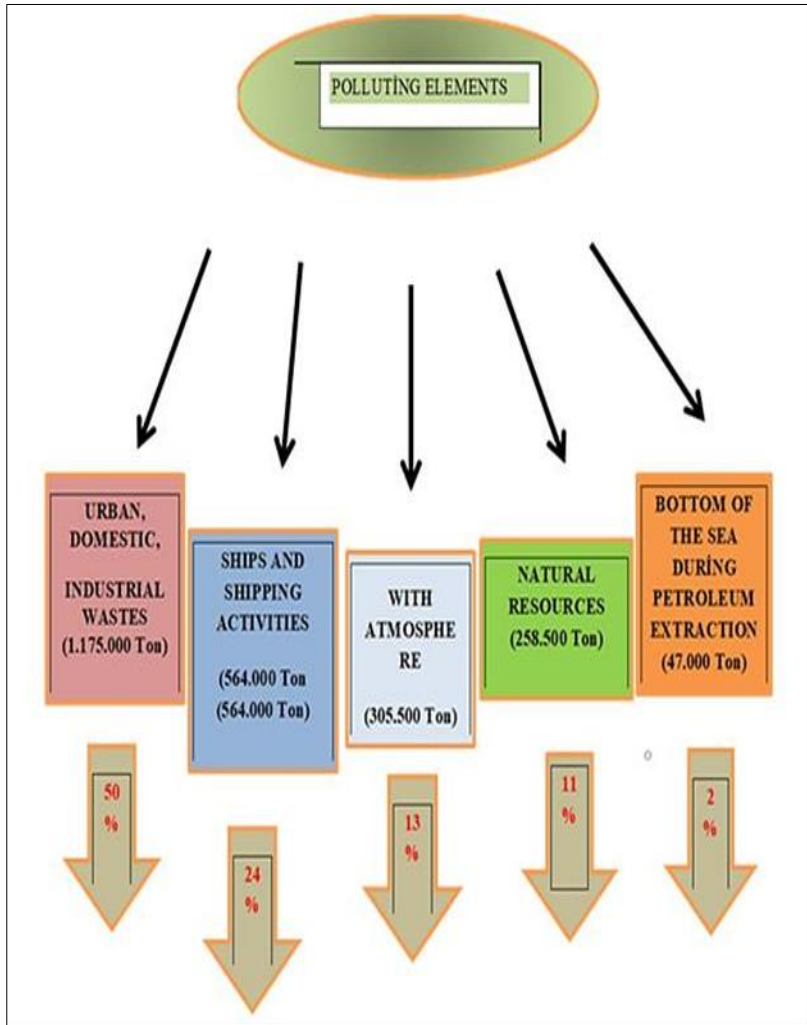 POLLUTİNG ELEMENTS
URBAN,
DOMESTIC,
INDUSTRIAL
WASTES
(1.175.000 Ton)
SHIPS AND
SHIPPING
ACTIVITIES
(564.000 Ton
(564.000 Ton)
WITH
ATMOSPHE
RE
(305.500 Ton)
NATURAL
RESOURCES
(258.500 Ton)
BOTTOM OF
THE SEA
DURİNG
PETROLEUM
EXTRACTION
(47.000 Ton)
50
%
24
%
13
%
11
%
2
%